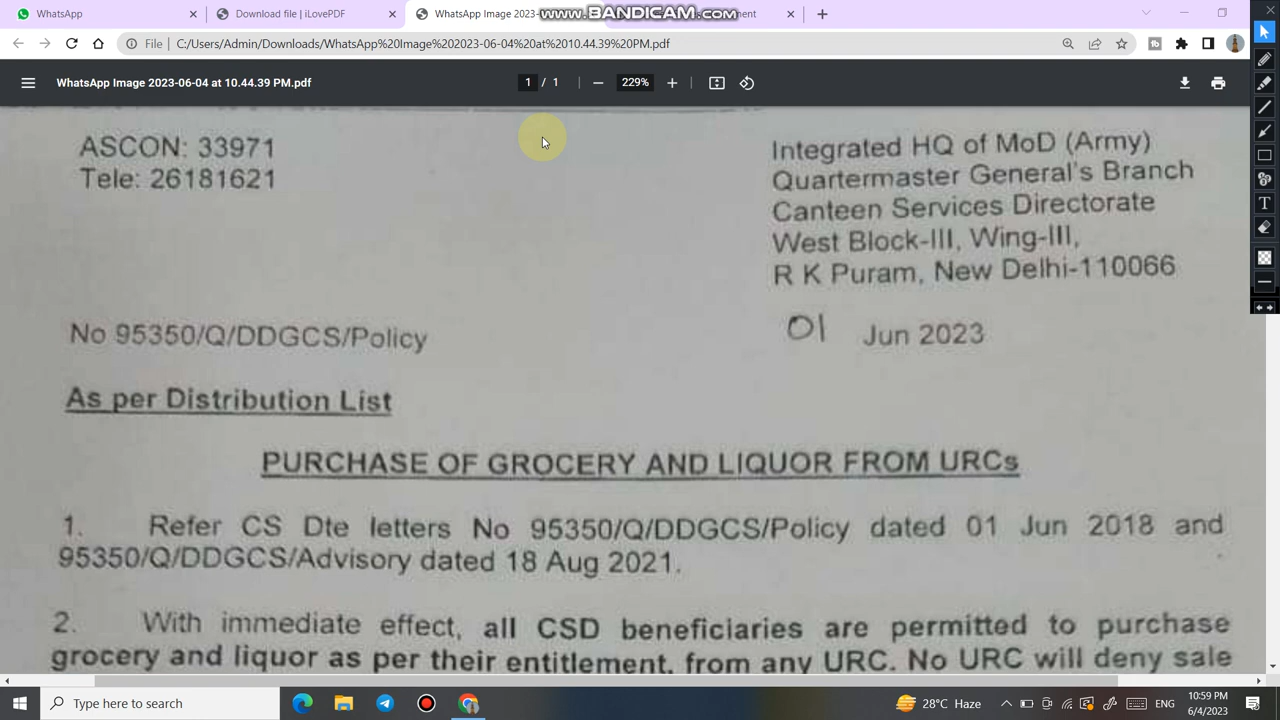 WhatsApp
Download file | iLovePDF
WhatsApp Image 2023-
ment
WWW.BANDICAM.COM
File
C:/Users/Admin/Downloads/WhatsApp%20Image%202023-06-04%20at%2010.44.39%20PM.pdf
WhatsApp Image 2023-06-04 at 10.44.39 PM.pdf
1 / 1
229%
ASCON: 33971
Tele: 26181621
Integrated HQ of MoD (Army)
Quartermaster General's Branch
Canteen Services Directorate
West Block-III, Wing-III,
R K Puram, New Delhi-110066
No 95350/Q/DDGCS/Policy
01 Jun 2023
As per Distribution List
PURCHASE OF GROCERY AND LIQUOR FROM URCs
1. Refer CS Dte letters No 95350/Q/DDGCS/Policy dated 01 Jun 2018 and
95350/Q/DDGCS/Advisory dated 18 Aug 2021.
2. With immediate effect, all CSD beneficiaries are permitted to purchase
grocery and liquor as per their entitlement, from any URC. No URC will deny sale
Type here to search
28°C Haze
ENG
10:59 PM
6/4/2023